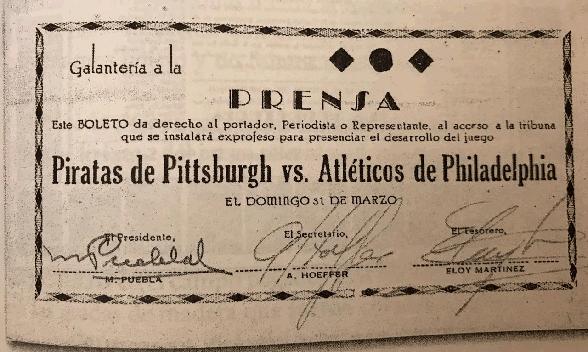 Galantería a la
PRENSA
Este BOLETO da derecho al portador, Periodista o Representante, al acceso a la tribuna
que se instalará exprofeso para presenciar el desarrollo del juego
Piratas de Pittsburgh vs. Atléticos de Philadelphia
EL DOMINGO 31 DE MARZO
El Presidente, El Secretario, El Tesorero,
M. PUEBLA A. HOEFFER ELOY MARTINEZ